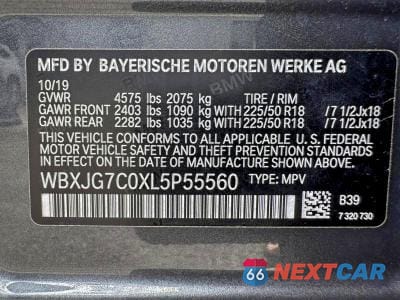 MFD BY BAYERISCHE MOTOREN WERKE AG
10/19
GVWR 4575 lbs 2075 kg TIRE / RIM
GAWR FRONT 2403 lbs 1090 kg 225/50 R18 /7 1/2Jx18
GAWR REAR 2282 lbs 1035 kg 225/50 R18 /7 1/2Jx18
THIS VEHICLE CONFORMS TO ALL APPLICABLE U.S. FEDERAL
MOTOR VEHICLE SAFETY AND THEFT PREVENTION
STANDARDS IN EFFECT ON THE DATE OF MANUFACTURE
SHOWN ABOVE.
WBXJG7C0XL5P55560 TYPE: MPV
B39
7 320 730
66 NEXTCAR